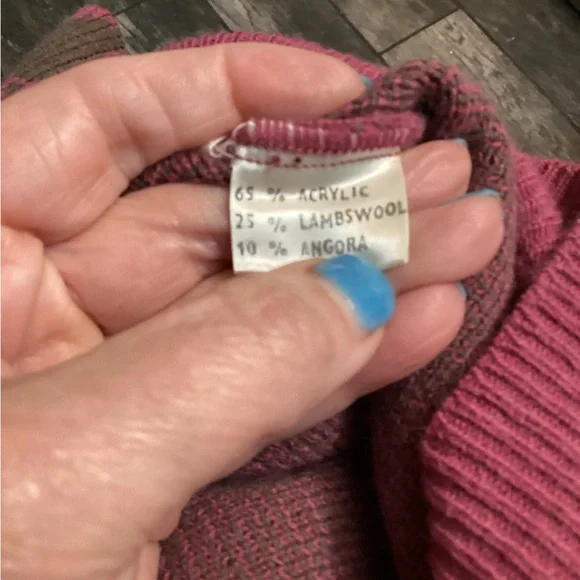 65 % ACRYLIC
25 % LAMBSWOOL
10 % ANGORA